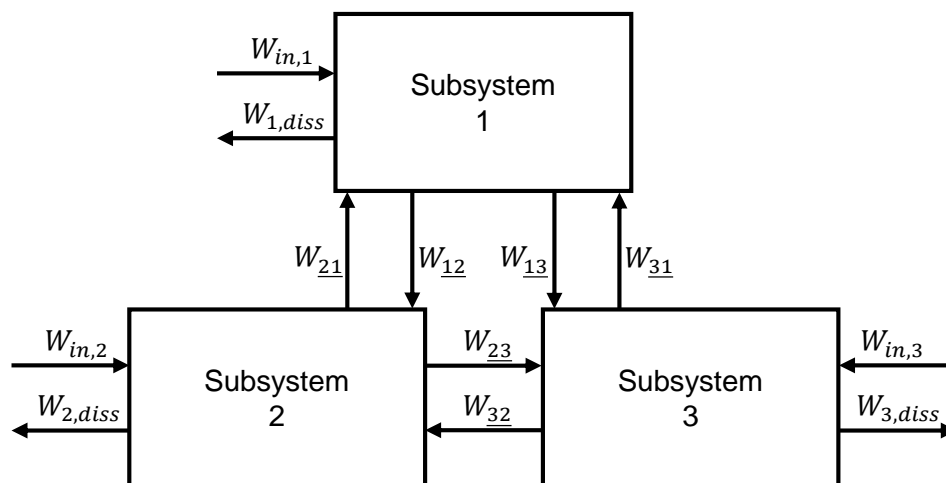 W_{in,1}
Subsystem
1
W_{1,diss}
W_{21}
W_{12}
W_{13}
W_{31}
W_{in,2}
Subsystem
2
W_{2,diss}
W_{23}
W_{32}
W_{in,3}
Subsystem
3
W_{3,diss}